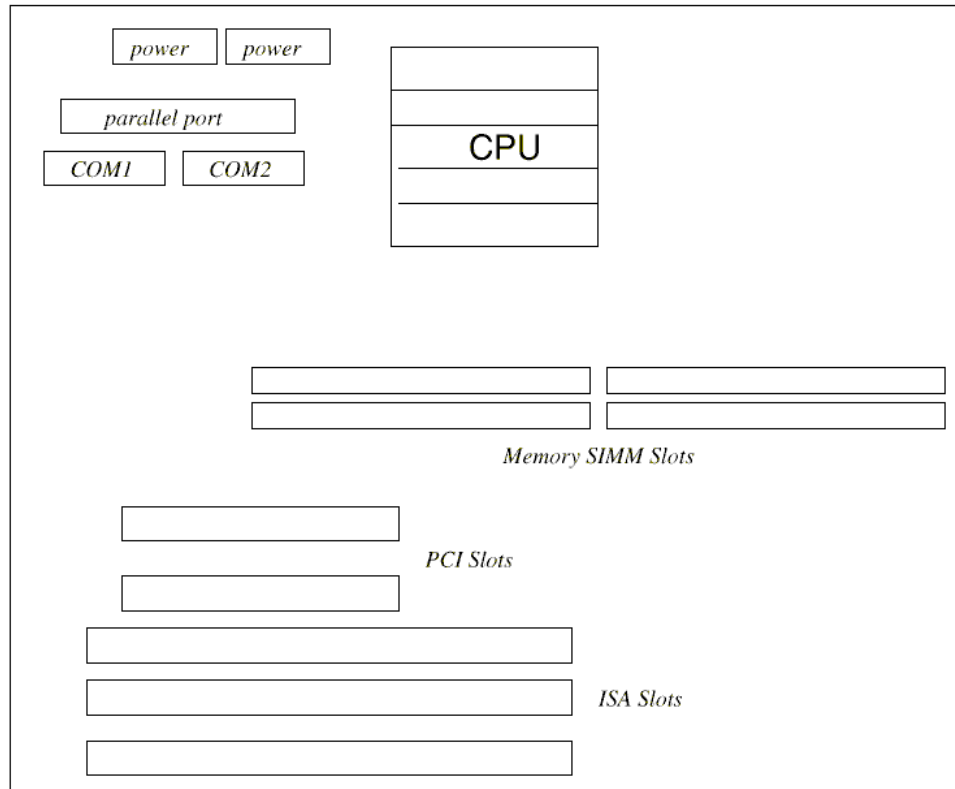 power power
parallel port
CPU
COM1 COM2
Memory SIMM Slots
PCI Slots
ISA Slots